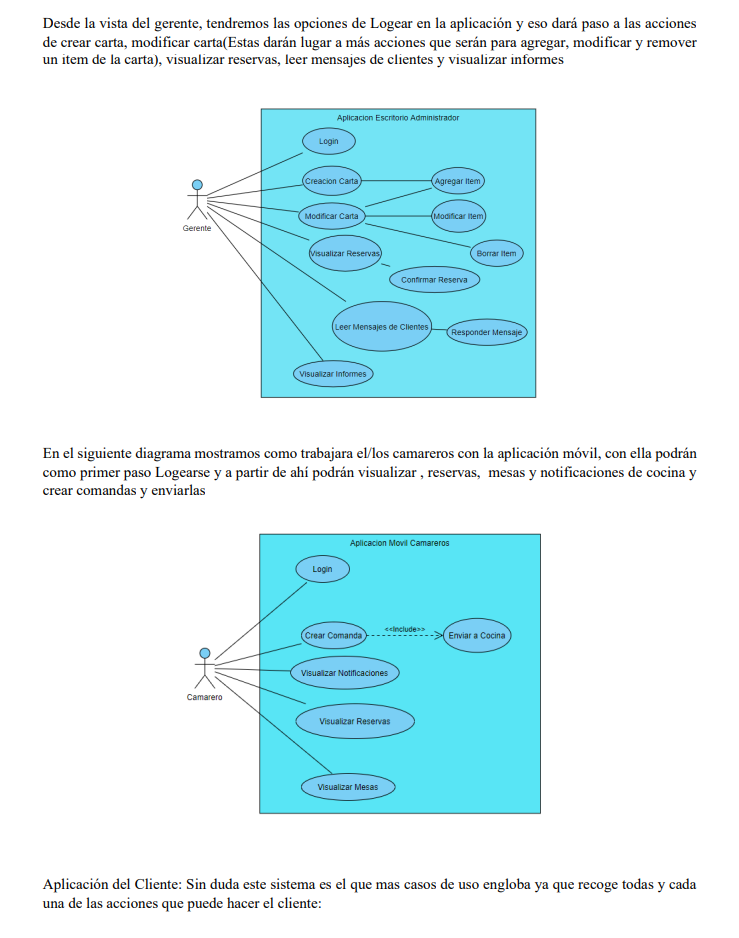 Desde la vista del gerente, tendremos las opciones de Logear en la aplicación y eso dará paso a las acciones
de crear carta, modificar carta(Estas darán lugar a más acciones que serán para agregar, modificar y remover
un item de la carta), visualizar reservas, leer mensajes de clientes y visualizar informes
Aplicacion Escritorio Administrador
Login
Creacion Carta
Agregar Item
Modificar Carta
Modificar Item
Gerente
Visualizar Reservas
Borrar Item
Confirmar Reserva
Leer Mensajes de Clientes
Responder Mensaje
Visualizar Informes
En el siguiente diagrama mostramos como trabajara el/los camareros con la aplicación móvil, con ella podrán
como primer paso Logearse y a partir de ahí podrán visualizar , reservas, mesas y notificaciones de cocina y
crear comandas y enviarlas
Aplicacion Movil Camareros
Login
Crear Comanda
<<Include>>
Enviar a Cocina
Visualizar Notificaciones
Camarero
Visualizar Reservas
Visualizar Mesas
Aplicación del Cliente: Sin duda este sistema es el que mas casos de uso engloba ya que recoge todas y cada
una de las acciones que puede hacer el cliente: